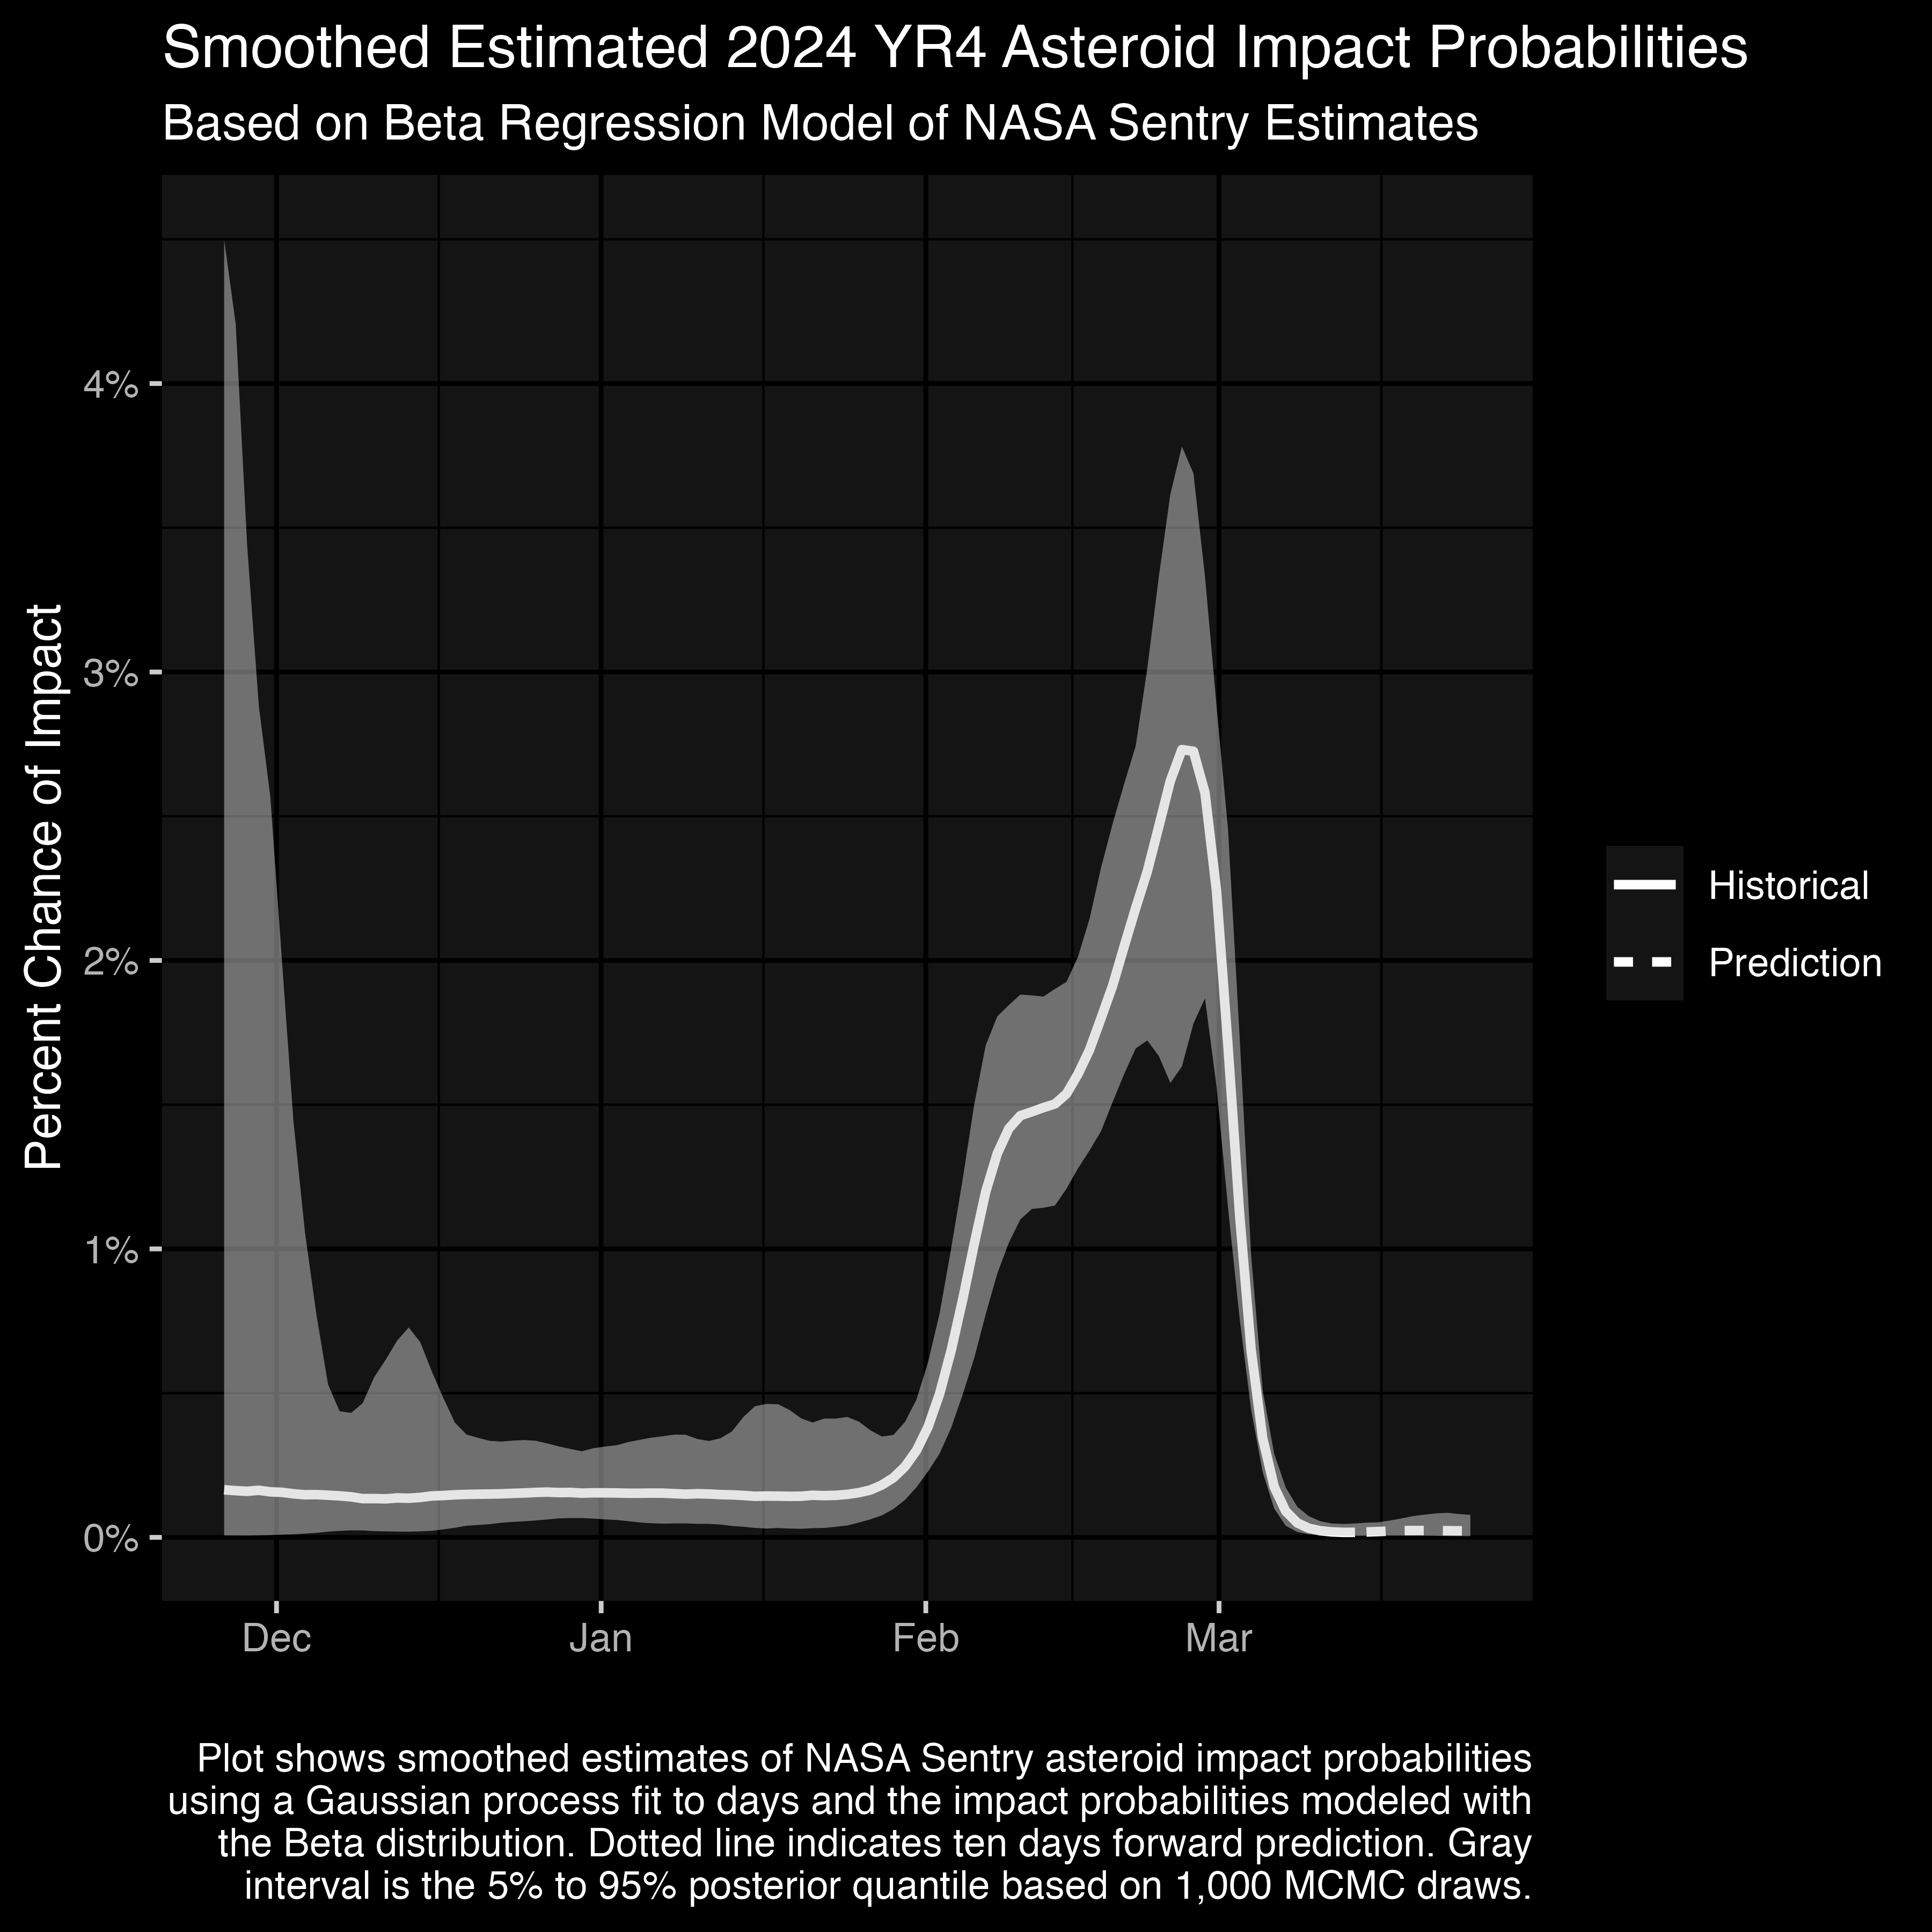 Smoothed Estimated 2024 YR4 Asteroid Impact Probabilities
Based on Beta Regression Model of NASA Sentry Estimates
Percent Chance of Impact
4%
3%
2%
1%
0%
Dec
Jan
Feb
Mar
Historical
Prediction
Plot shows smoothed estimates of NASA Sentry asteroid impact probabilities
using a Gaussian process fit to days and the impact probabilities modeled with
the Beta distribution. Dotted line indicates ten days forward prediction. Gray
interval is the 5% to 95% posterior quantile based on 1,000 MCMC draws.